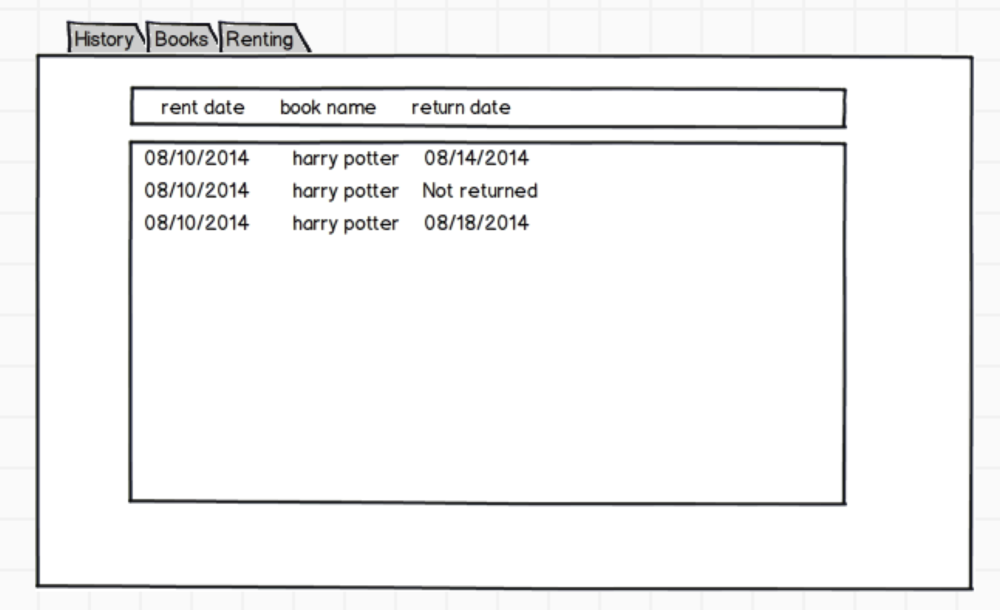 History Books Renting
rent date book name return date
08/10/2014 harry potter 08/14/2014
08/10/2014 harry potter Not returned
08/10/2014 harry potter 08/18/2014